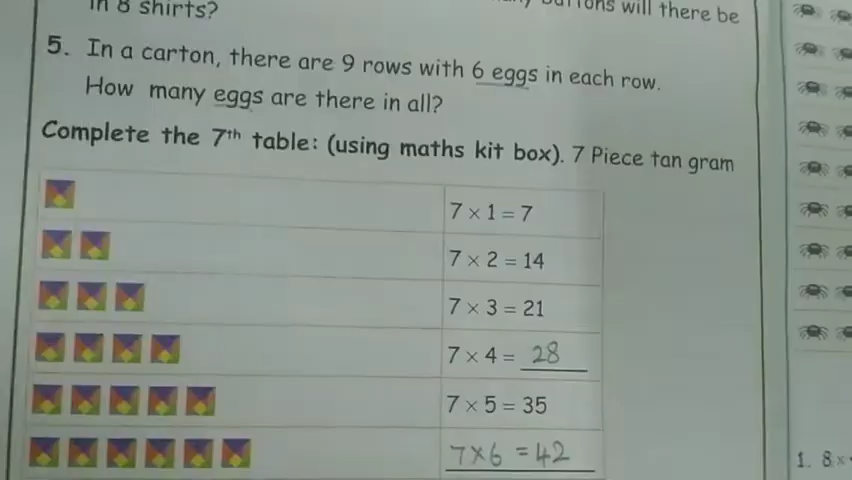 in 8 shirts?
buttons will there be
5. In a carton, there are 9 rows with 6 eggs in each row.
How many eggs are there in all?
Complete the 7th table: (using maths kit box). 7 Piece tan gram
7 × 1 = 7
7 × 2 = 14
7 × 3 = 21
7 × 4 = 28
7 × 5 = 35
7×6 = 42
1. 8×